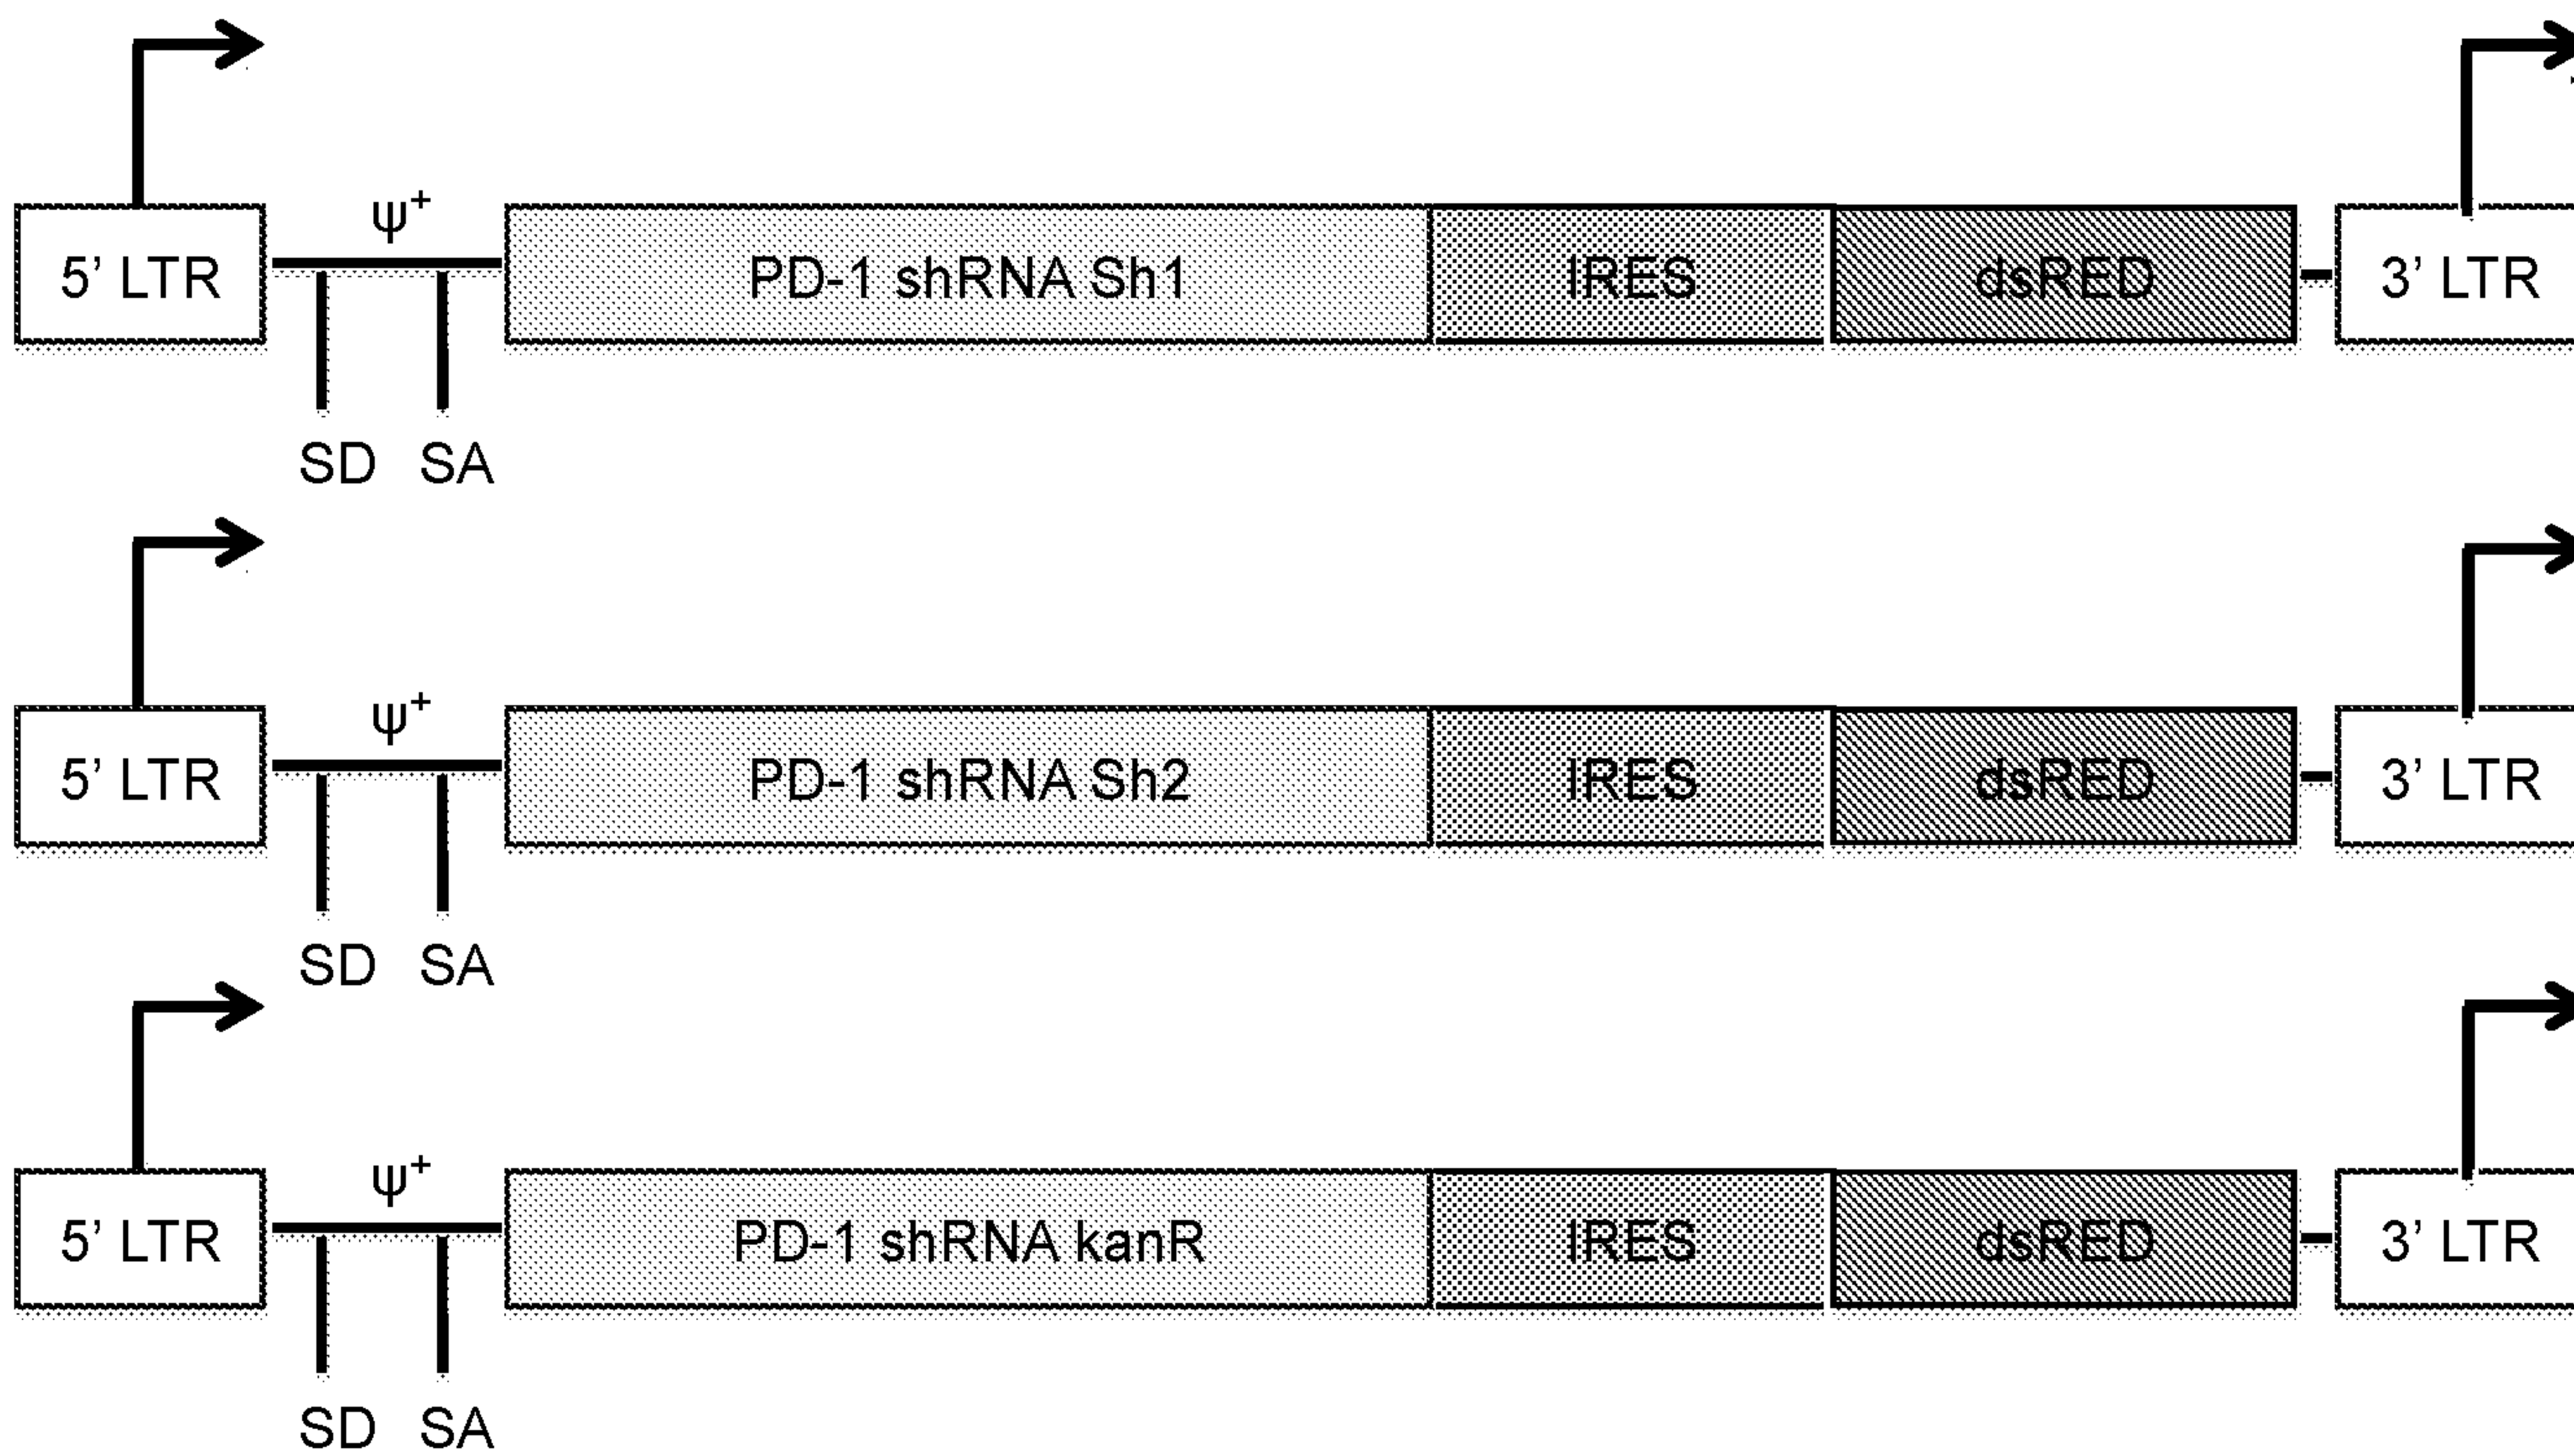 ψ+
5’ LTR PD-1 shRNA Sh1 IRES dsRED 3’ LTR
SD SA
ψ+
5’ LTR PD-1 shRNA Sh2 IRES dsRED 3’ LTR
SD SA
ψ+
5’ LTR PD-1 shRNA kanR IRES dsRED 3’ LTR
SD SA